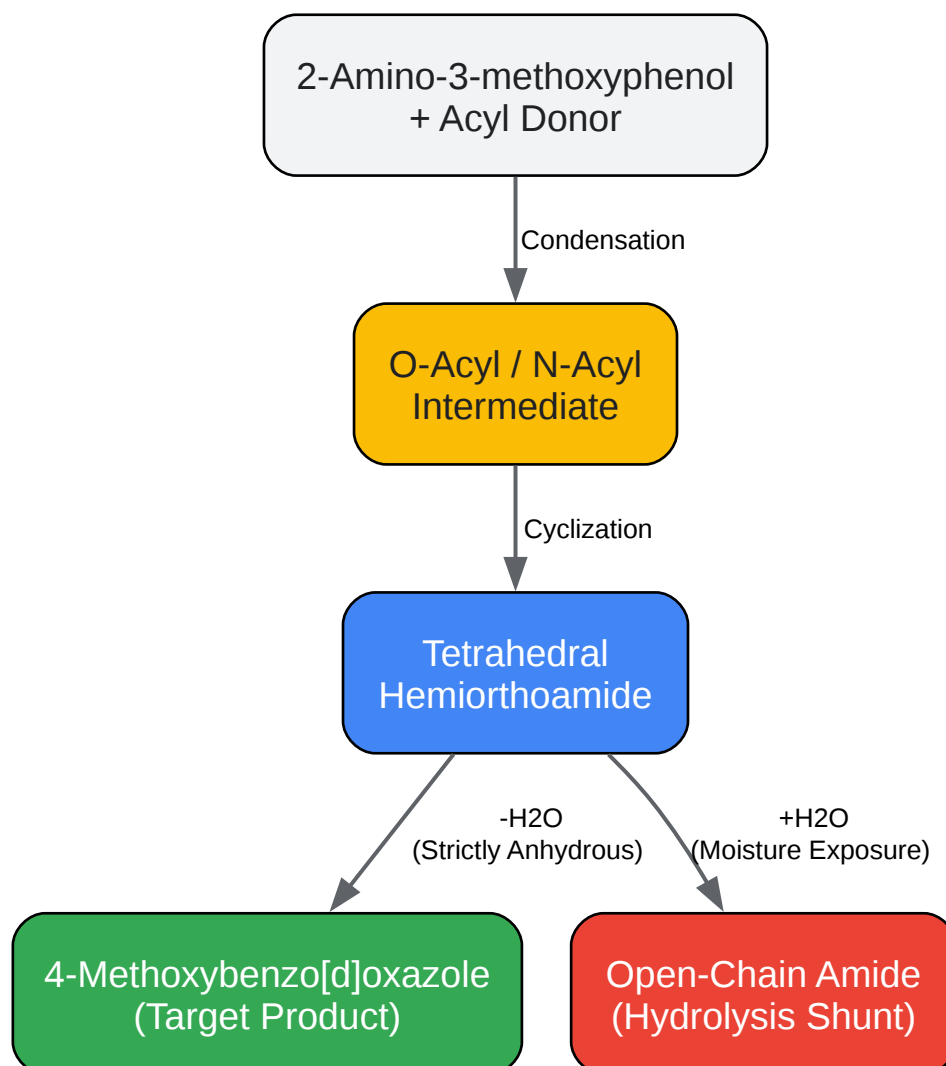 2-Amino-3-methoxyphenol
+ Acyl Donor
Condensation
O-Acyl / N-Acyl
Intermediate
Cyclization
Tetrahedral
Hemiorthoamide
-H2O
(Strictly Anhydrous)
+H2O
(Moisture Exposure)
4-Methoxybenzo[d]oxazole
(Target Product)
Open-Chain Amide
(Hydrolysis Shunt)